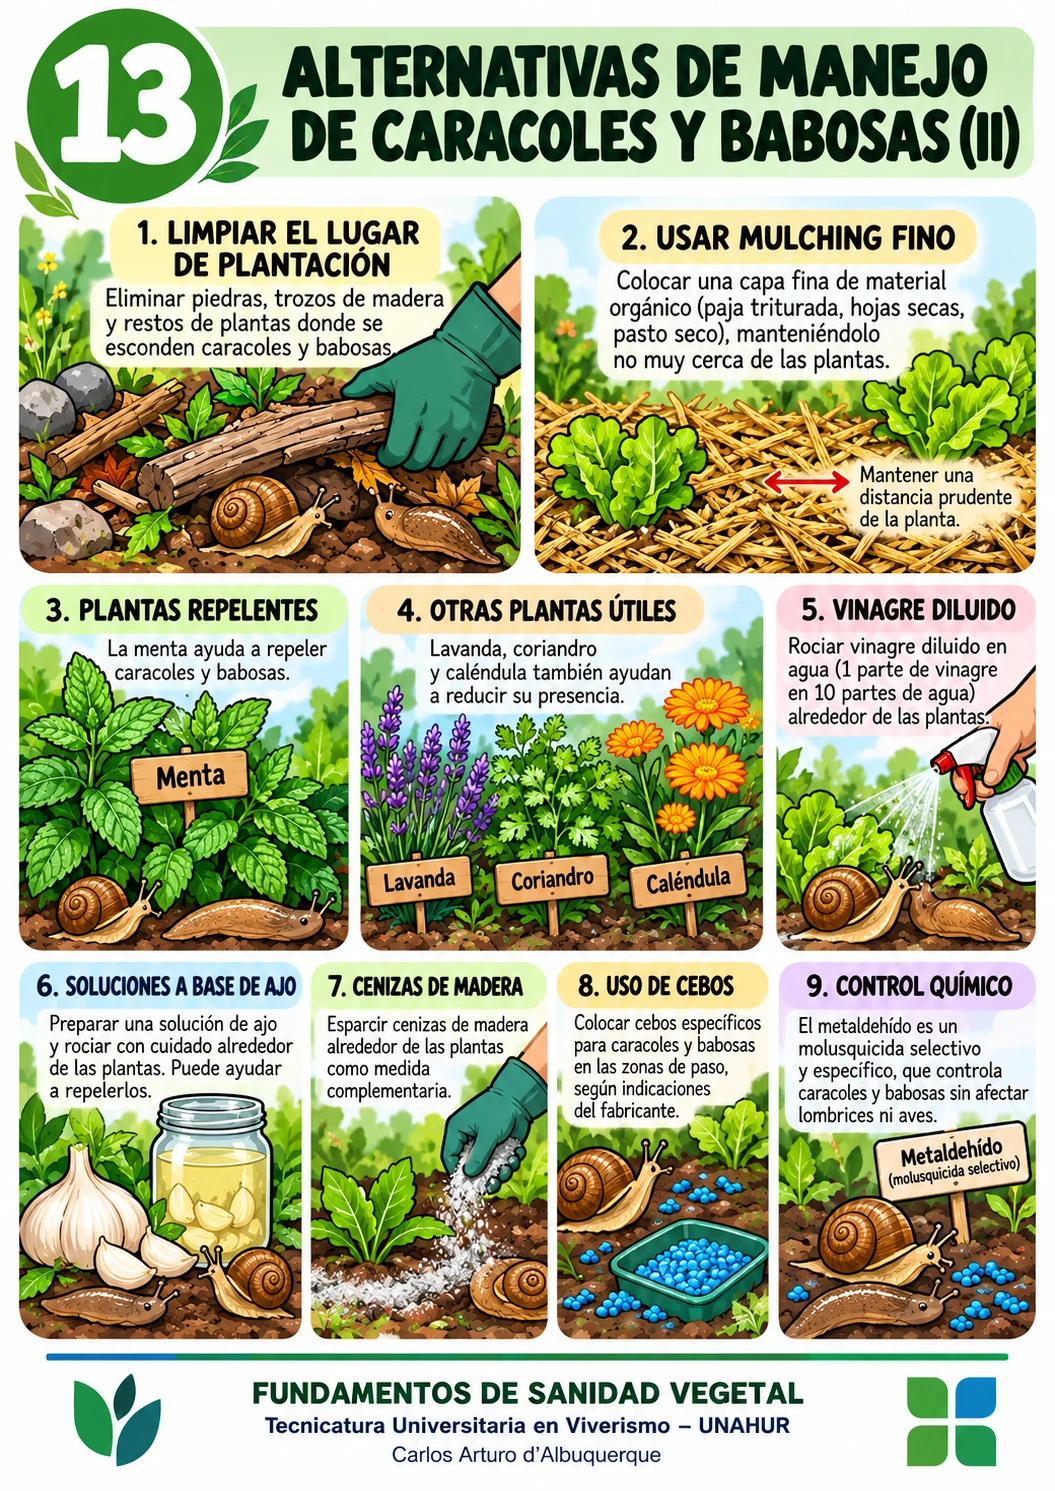 13
ALTERNATIVAS DE MANEJO
DE CARACOLES Y BABOSAS (II)
1. LIMPIAR EL LUGAR
DE PLANTACIÓN
Eliminar piedras, trozos de madera
y restos de plantas donde se
esconden caracoles y babosas.
2. USAR MULCHING FINO
Colocar una capa fina de material
orgánico (paja triturada, hojas secas,
pasto seco), manteniéndolo
no muy cerca de las plantas.
Mantener una
distancia prudente
de la planta.
3. PLANTAS REPELENTES
La menta ayuda a repeler
caracoles y babosas.
Menta
4. OTRAS PLANTAS ÚTILES
Lavanda, coriandro
y caléndula también ayudan
a reducir su presencia.
Lavanda
Coriandro
Caléndula
5. VINAGRE DILUIDO
Rociar vinagre diluido en
agua (1 parte de vinagre
en 10 partes de agua)
alrededor de las plantas.
6. SOLUCIONES A BASE DE AJO
Preparar una solución de ajo
y rociar con cuidado alrededor
de las plantas. Puede ayudar
a repelerlos.
7. CENIZAS DE MADERA
Esparcir cenizas de madera
alrededor de las plantas
como medida
complementaria.
8. USO DE CEBOS
Colocar cebos específicos
para caracoles y babosas
en las zonas de paso,
según indicaciones
del fabricante.
9. CONTROL QUÍMICO
El metaldehído es un
molusquicida selectivo
y específico, que controla
caracoles y babosas sin afectar
lombrices ni aves.
Metaldehído
(molusquicida selectivo)
FUNDAMENTOS DE SANIDAD VEGETAL
Tecnicatura Universitaria en Viverismo – UNAHUR
Carlos Arturo d'Albuquerque